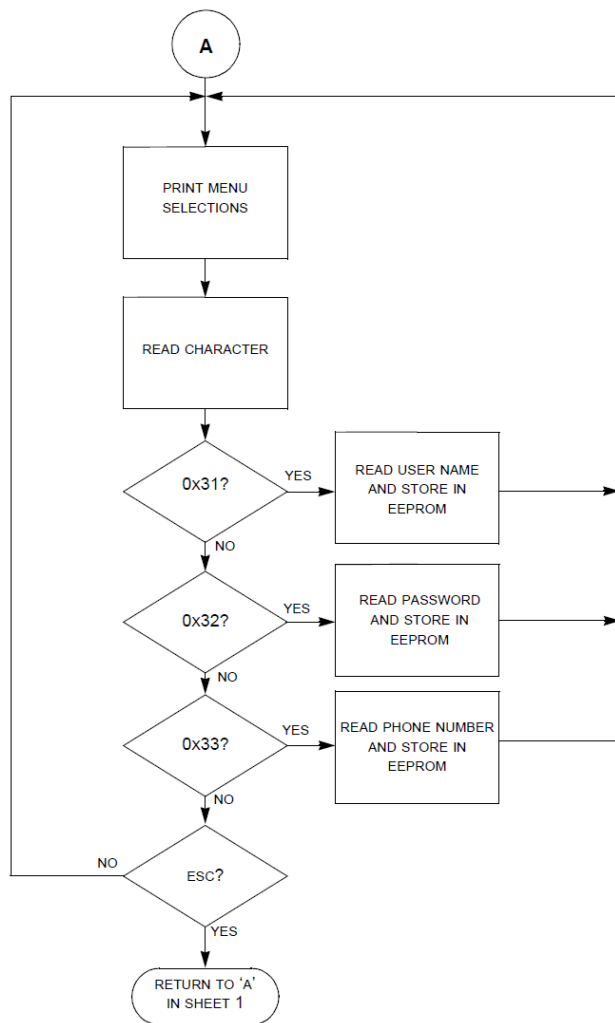 A
PRINT MENU
SELECTIONS
READ CHARACTER
0x31?
YES
READ USER NAME
AND STORE IN
EEPROM
NO
0x32?
YES
READ PASSWORD
AND STORE IN
EEPROM
NO
0x33?
YES
READ PHONE NUMBER
AND STORE IN
EEPROM
NO
NO
ESC?
YES
RETURN TO ‘A’
IN SHEET 1